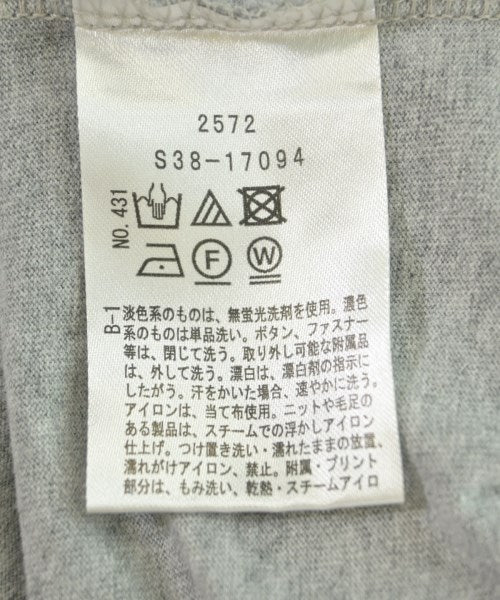 2572
S38-17094
NO. 431
F
W
B-1
淡色系のものは、無蛍光洗剤を使用。濃色
系のものは単品洗い。ボタン、ファスナー
等は、閉じて洗う。取り外し可能な附属品
は、外して洗う。漂白は、漂白剤の指示に
したがう。汗をかいた場合、速やかに洗う。
アイロンは、当て布使用。ニットや毛足の
ある製品は、スチームでの浮かしアイロン
仕上げ。つけ置き洗い・濡れたままの放置、
濡れがけアイロン、禁止。附属・プリント
部分は、もみ洗い、乾熱・スチームアイロ